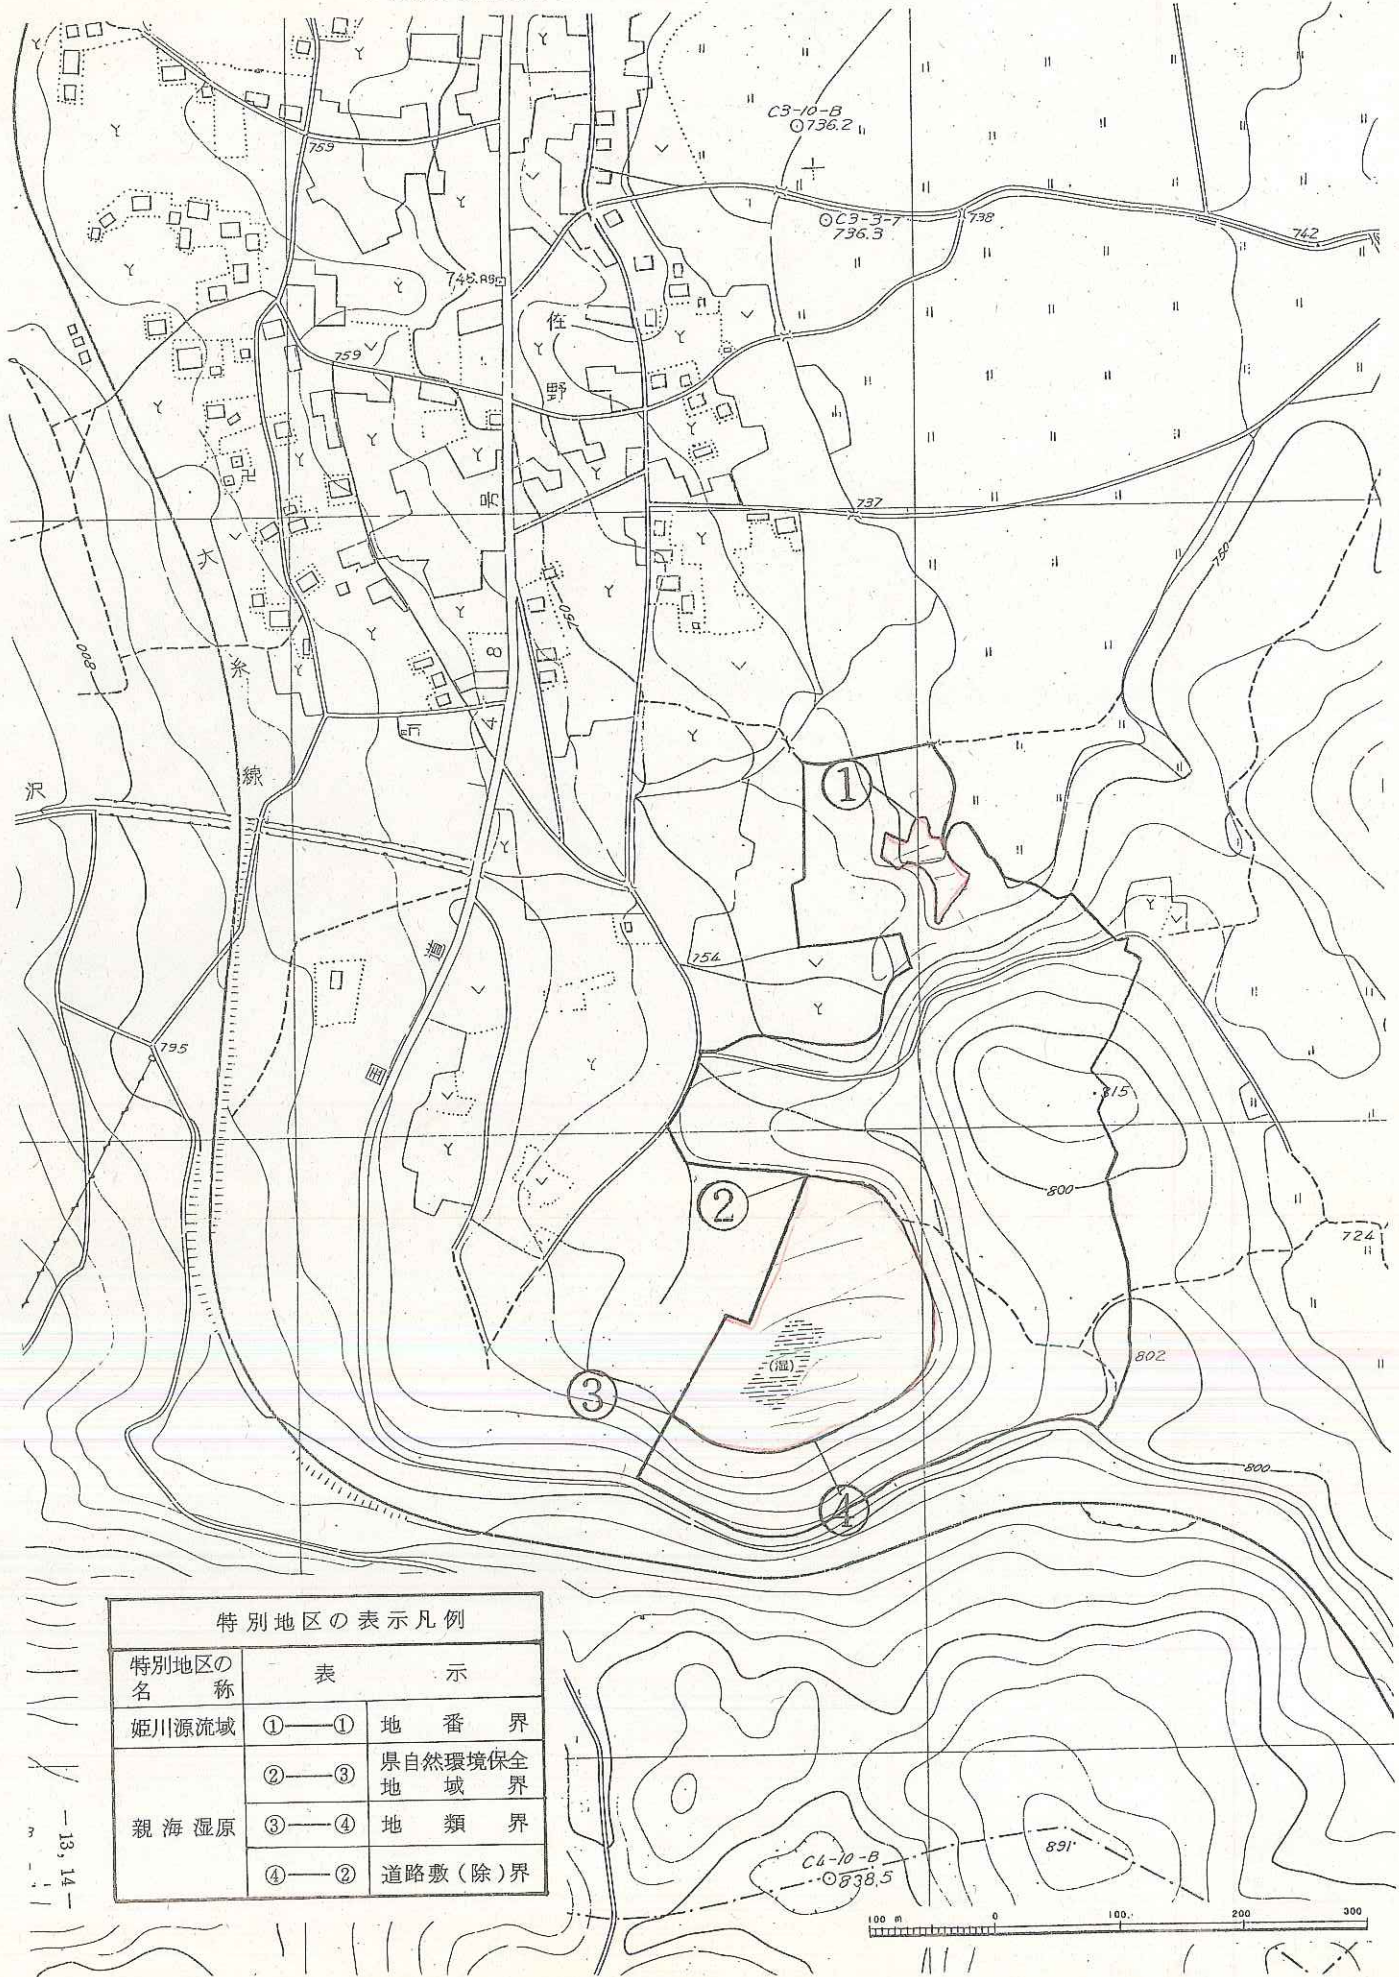 C3-10-B
736.2
759
C3-3-7
736.3
738
742
746.
佐
野
759
号
737
大
750
750
800
糸
8
4
線
沢
①
754
道
国
795
815
②
800
724
(湿)
802
③
800
④
特別地区の表示凡例
特別地区の
名 称
表 示
姫川源流域 ①——① 地番界
親海湿原 ②——③ 県自然環境保全
地域界
③——④ 地類界
④——② 道路敷(除)界
—13, 14—
C4-10-B
838.5
891
100 m 0 100 200 300